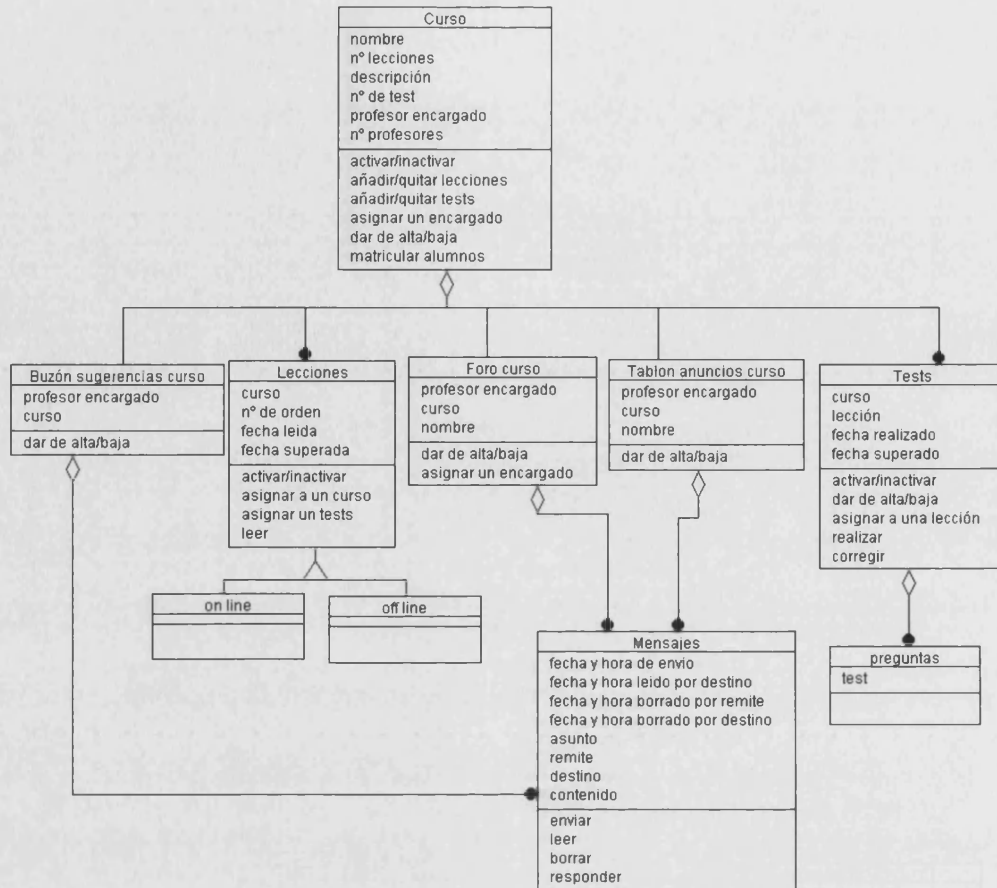 Curso
nombre
nº lecciones
descripción
nº de test
profesor encargado
nº profesores
activar/inactivar
añadir/quitar lecciones
añadir/quitar tests
asignar un encargado
dar de alta/baja
matricular alumnos
Buzón sugerencias curso
profesor encargado
curso
dar de alta/baja
Lecciones
curso
nº de orden
fecha leida
fecha superada
activar/inactivar
asignar a un curso
asignar un tests
leer
Foro curso
profesor encargado
curso
nombre
dar de alta/baja
asignar un encargado
Tablon anuncios curso
profesor encargado
curso
nombre
dar de alta/baja
Tests
curso
lección
fecha realizado
fecha superado
activar/inactivar
dar de alta/baja
asignar a una lección
realizar
corregir
on line
off line
Mensajes
fecha y hora de envio
fecha y hora leido por destino
fecha y hora borrado por remite
fecha y hora borrado por destino
asunto
remite
destino
contenido
enviar
leer
borrar
responder
preguntas
test